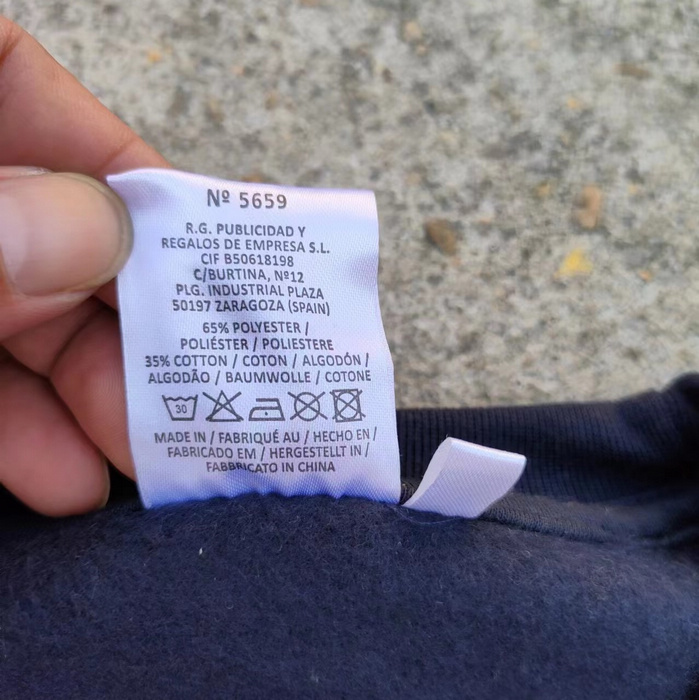 Nº 5659
R.G. PUBLICIDAD Y
REGALOS DE EMPRESA S.L.
CIF B50618198
C/BURTINA, Nº12
PLG. INDUSTRIAL PLAZA
50197 ZARAGOZA (SPAIN)
65% POLYESTER /
POLIÉSTER / POLIESTERE
35% COTTON / COTON / ALGODÓN /
ALGODÃO / BAUMWOLLE / COTONE
30
MADE IN / FABRIQUÉ AU / HECHO EN /
FABRICADO EM / HERGESTELLT IN /
FABBRICATO IN CHINA